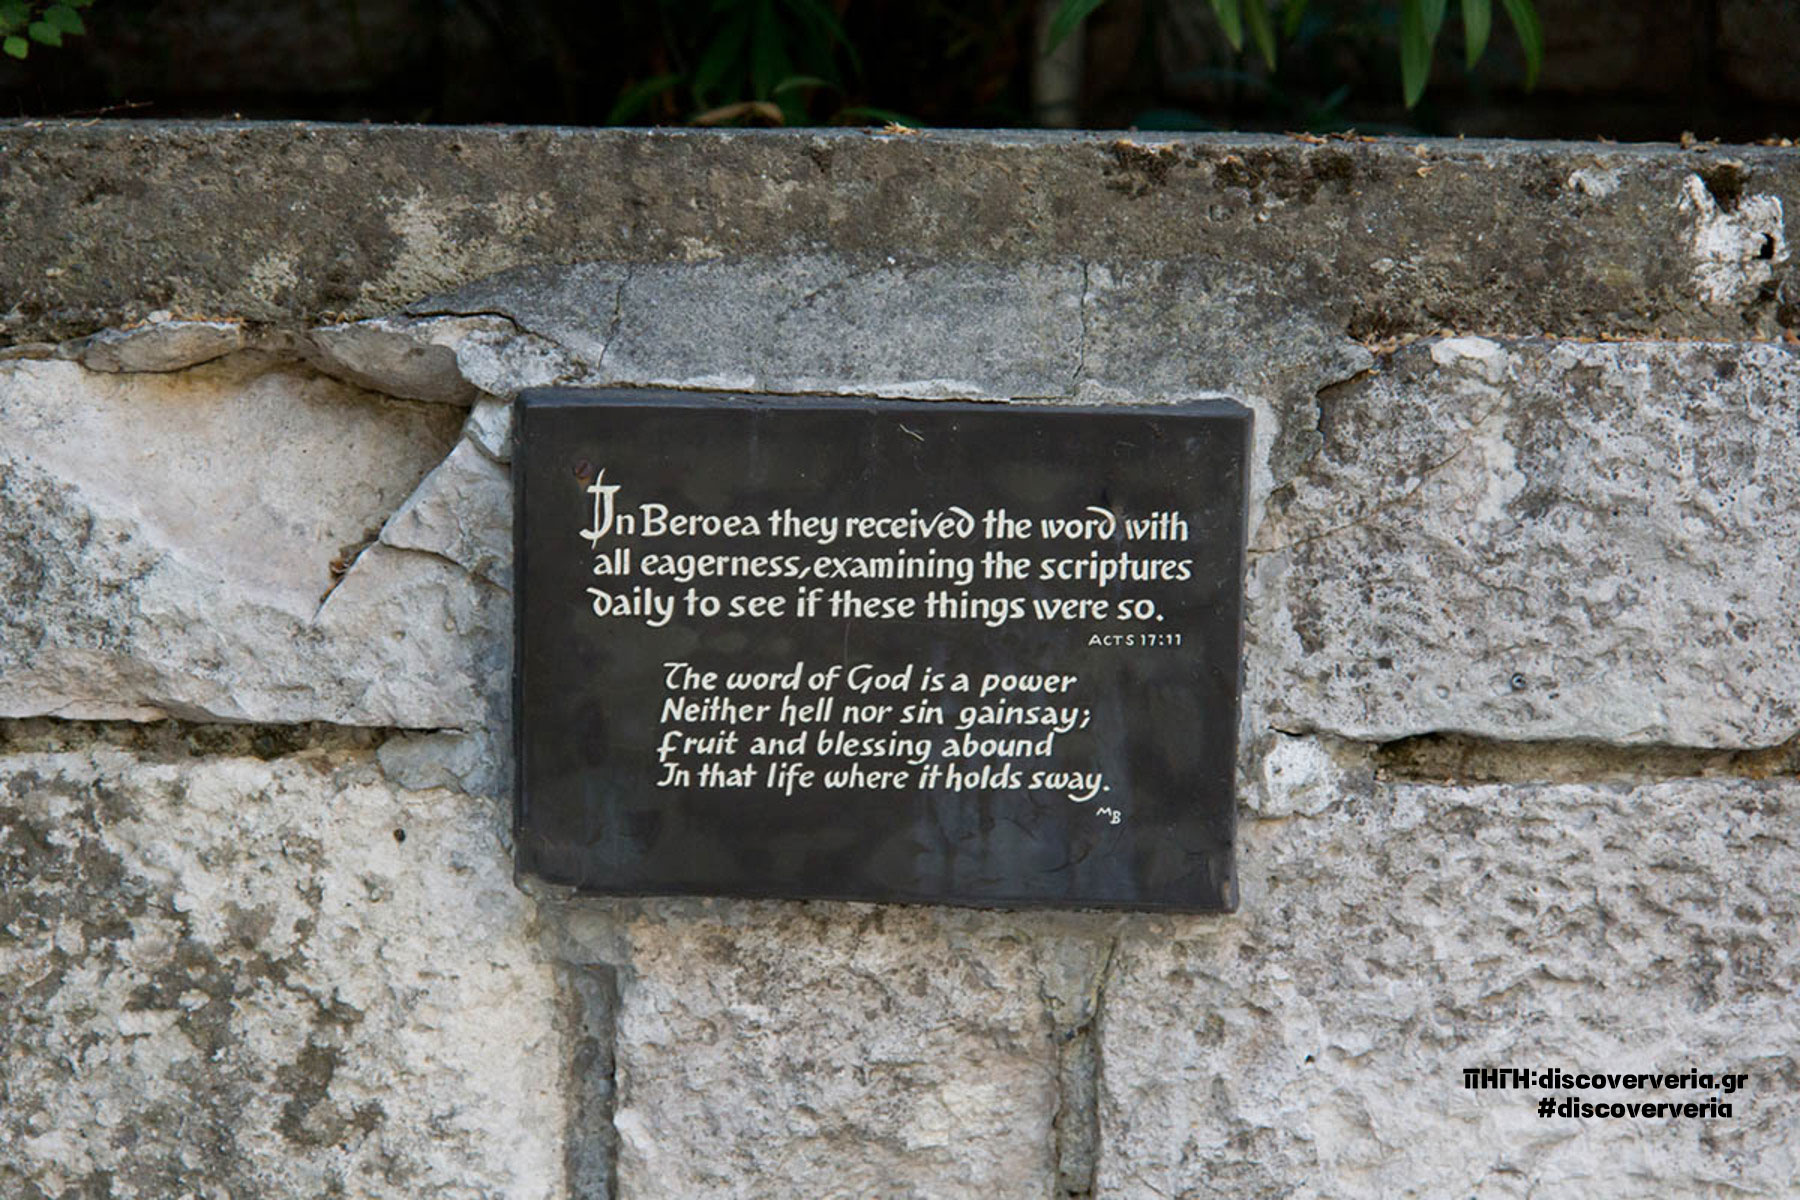 In Beroea they received the word with
all eagerness, examining the scriptures
daily to see if these things were so.
ACTS 17:11
The word of God is a power
Neither hell nor sin gainsay;
Fruit and blessing abound
In that life where it holds sway.
MB
ΠΗΓΗ:discoververia.gr
#discoververia